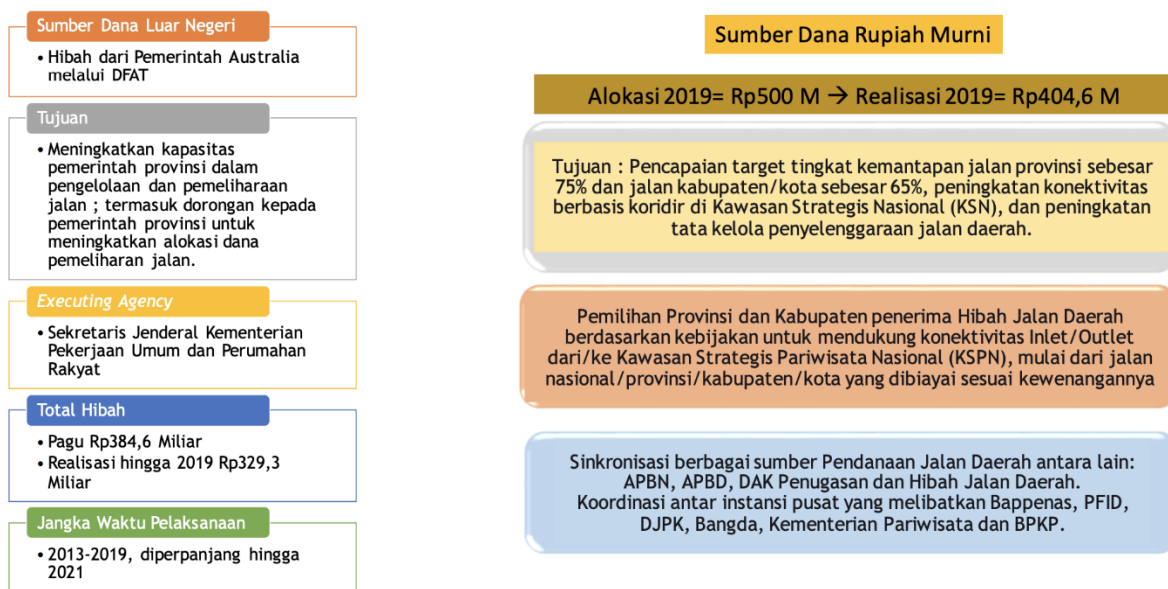 Sumber Dana Luar Negeri
• Hibah dari Pemerintah Australia
melalui DFAT
Tujuan
• Meningkatkan kapasitas
pemerintah provinsi dalam
pengelolaan dan pemeliharaan
jalan ; termasuk dorongan kepada
pemerintah provinsi untuk
meningkatkan alokasi dana
pemeliharan jalan.
Executing Agency
• Sekretaris Jenderal Kementerian
Pekerjaan Umum dan Perumahan
Rakyat
Total Hibah
• Pagu Rp384,6 Miliar
• Realisasi hingga 2019 Rp329,3
Miliar
Jangka Waktu Pelaksanaan
• 2013-2019, diperpanjang hingga
2021
Sumber Dana Rupiah Murni
Alokasi 2019= Rp500 M → Realisasi 2019= Rp404,6 M
Tujuan : Pencapaian target tingkat kemantapan jalan provinsi sebesar
75% dan jalan kabupaten/kota sebesar 65%, peningkatan konektivitas
berbasis koridir di Kawasan Strategis Nasional (KSN), dan peningkatan
tata kelola penyelenggaraan jalan daerah.
Pemilihan Provinsi dan Kabupaten penerima Hibah Jalan Daerah
berdasarkan kebijakan untuk mendukung konektivitas Inlet/Outlet
dari/ke Kawasan Strategis Pariwisata Nasional (KSPN), mulai dari jalan
nasional/provinsi/kabupaten/kota yang dibiayai sesuai kewenangannya
Sinkronisasi berbagai sumber Pendanaan Jalan Daerah antara lain:
APBN, APBD, DAK Penugasan dan Hibah Jalan Daerah.
Koordinasi antar instansi pusat yang melibatkan Bappenas, PFID,
DJPK, Bangda, Kementerian Pariwisata dan BPKP.